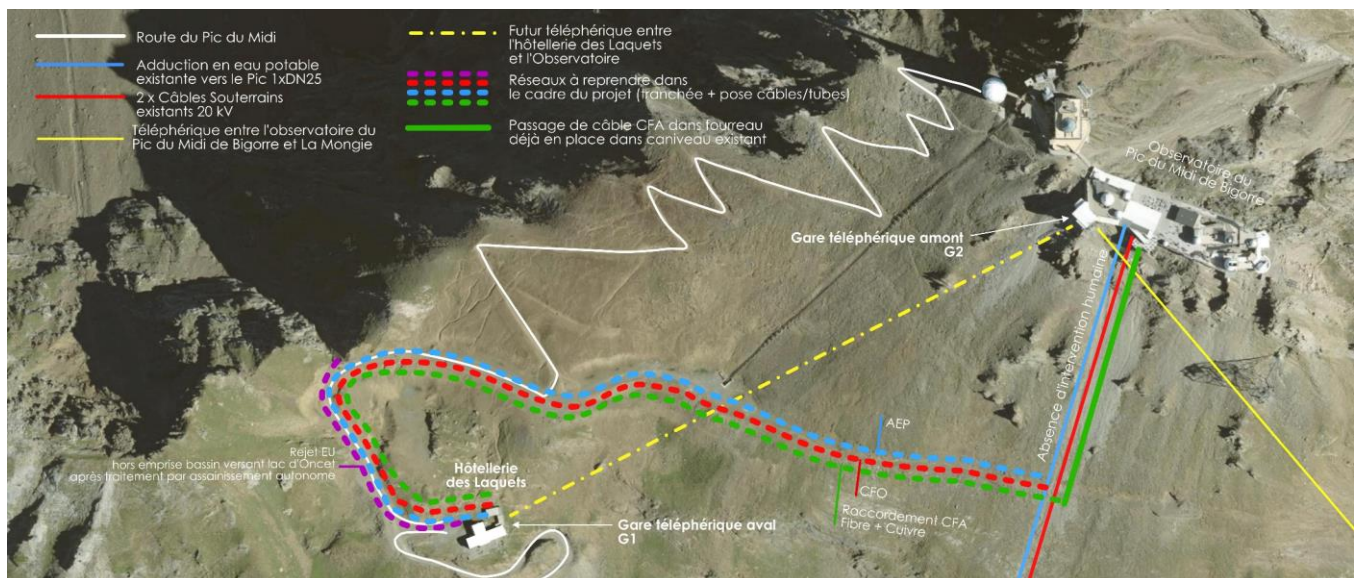 Route du Pic du Midi
Adduction en eau potable
existante vers le Pic 1xDN25
2 x Câbles Souterrains
existants 20 kV
Téléphérique entre l'observatoire du
Pic du Midi de Bigorre et La Mongie
Futur téléphérique entre
l'hôtellerie des Laquets
et l'Observatoire
Réseaux à reprendre dans
le cadre du projet (tranchée + pose câbles/tubes)
Passage de câble CFA dans fourreau
déjà en place dans caniveau existant
Observatoire du
Pic du Midi de Bigorre
Gare téléphérique amont
G2
Absence d'intervention humaine
AEP
Rejet EU
hors emprise bassin versant lac d'Oncet
après traitement par assainissement autonome
Hôtellerie
des Laquets
CFO
Raccordement CFA
Fibre + Cuivre
Gare téléphérique aval
G1